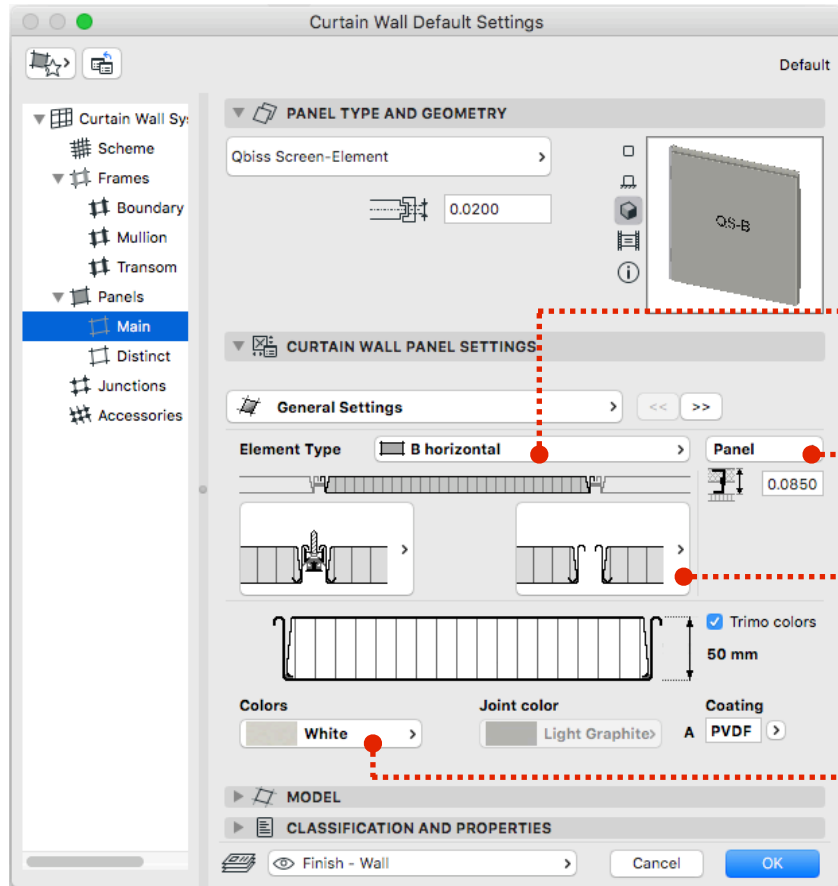 Curtain Wall Default Settings
Default
Curtain Wall Sy
Scheme
Frames
Boundary
Mullion
Transom
Panels
Main
Distinct
Junctions
Accessories
PANEL TYPE AND GEOMETRY
Qbiss Screen-Element
0.0200
QS-B
CURTAIN WALL PANEL SETTINGS
General Settings
<< >>
Element Type B horizontal Panel
0.0850
Trimo colors
50 mm
Colors Joint color Coating
White Light Graphite A PVDF
MODEL
CLASSIFICATION AND PROPERTIES
Finish - Wall Cancel OK